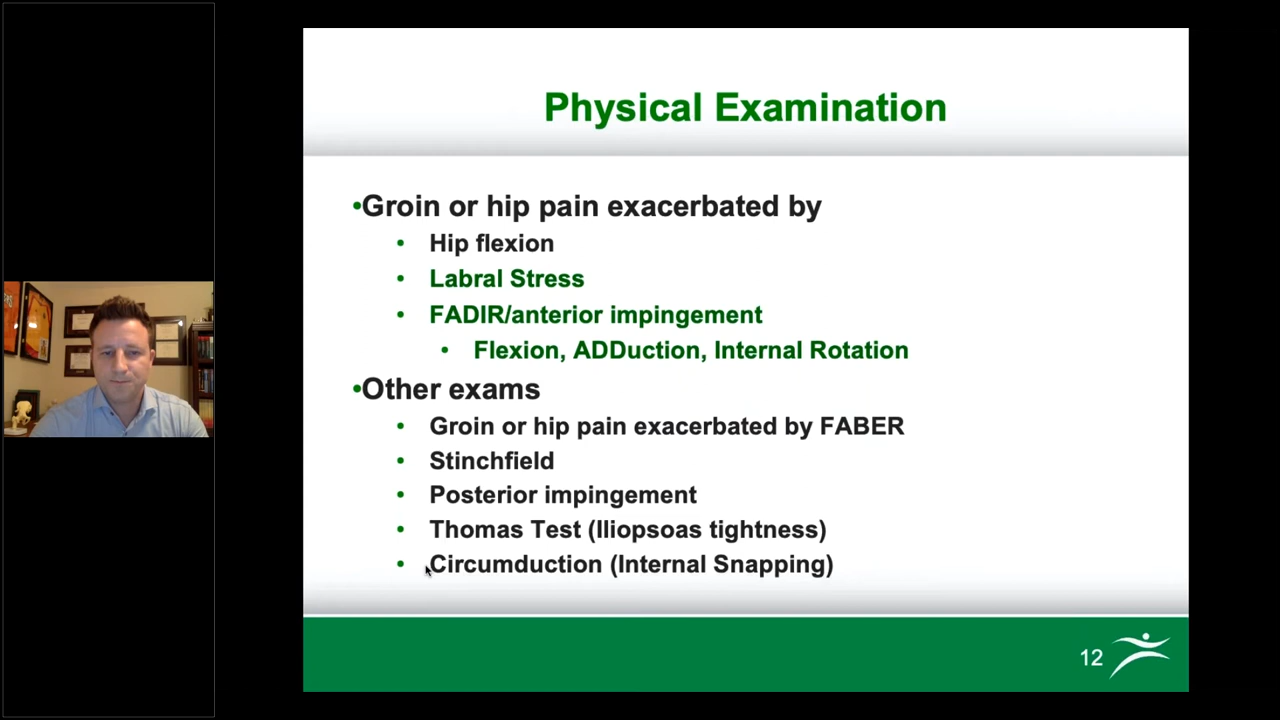 Physical Examination
•Groin or hip pain exacerbated by
• Hip flexion
• Labral Stress
• FADIR/anterior impingement
• Flexion, ADDuction, Internal Rotation
•Other exams
• Groin or hip pain exacerbated by FABER
• Stinchfield
• Posterior impingement
• Thomas Test (Iliopsoas tightness)
• Circumduction (Internal Snapping)
12